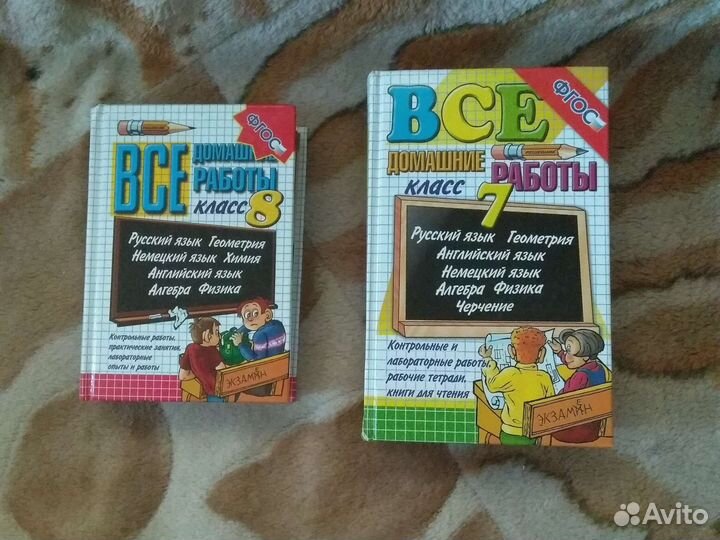 ФГОС
ВСЕ
ДОМАШНИЕ
РАБОТЫ
КЛАСС 8
Русский язык Геометрия
Немецкий язык Химия
Английский язык
Алгебра Физика
Контрольные работы,
практические занятия,
лабораторные
опыты и работы
ЭКЗАМЕН
ФГОС
ВСЕ
ДОМАШНИЕ
РАБОТЫ
КЛАСС
7
Русский язык Геометрия
Английский язык
Немецкий язык
Алгебра Физика
Черчение
Контрольные и
лабораторные работы,
рабочие тетради,
книги для чтения
ЭКЗАМЕН
Avito